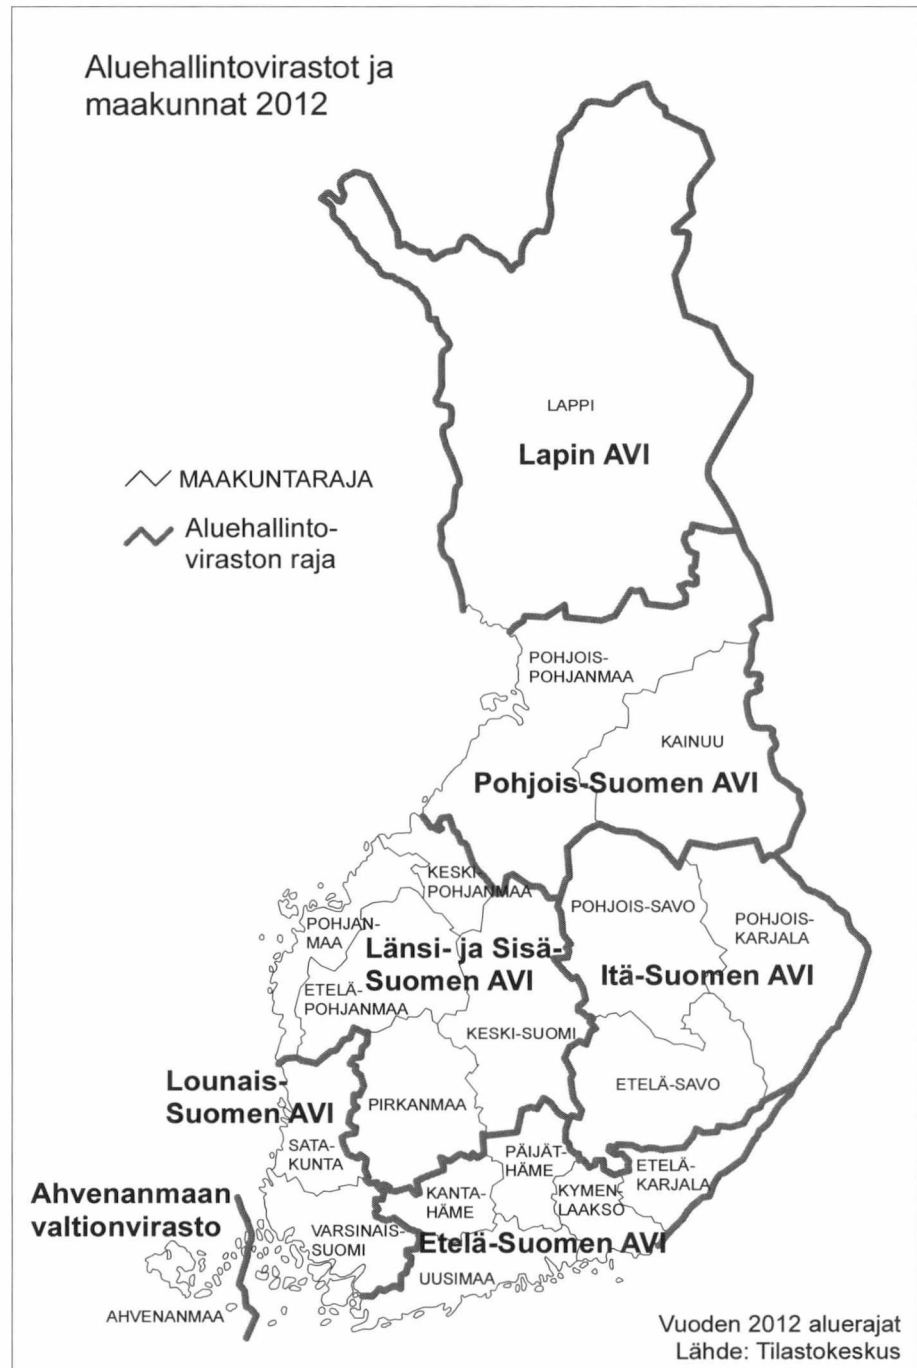 Aluehallintovirastot ja
maakunnat 2012
LAPPI
Lapin AVI
MAAKUNTARAJA
Aluehallinto-
viraston raja
POHJOIS-
POHJANMAA
KAINUU
Pohjois-Suomen AVI
KESKI-
POHJANMAA
POHJOIS-SAVO
POHJOIS-
KARJALA
POHJAN-
MAA
Länsi- ja Sisä-
Suomen AVI
Itä-Suomen AVI
ETELÄ-
POHJANMAA
KESKI-SUOMI
Lounais-
Suomen AVI
ETELÄ-SAVO
PIRKANMAA
SATA-
KUNTA
PÄIJÄT-
HÄME
ETELÄ-
KARJALA
Ahvenanmaan
valtionvirasto
KANTA-
HÄME
KYMEN-
LAAKSO
VARSINAIS-
SUOMI
Etelä-Suomen AVI
UUSIMAA
AHVENANMAA
Vuoden 2012 aluerajat
Lähde: Tilastokeskus